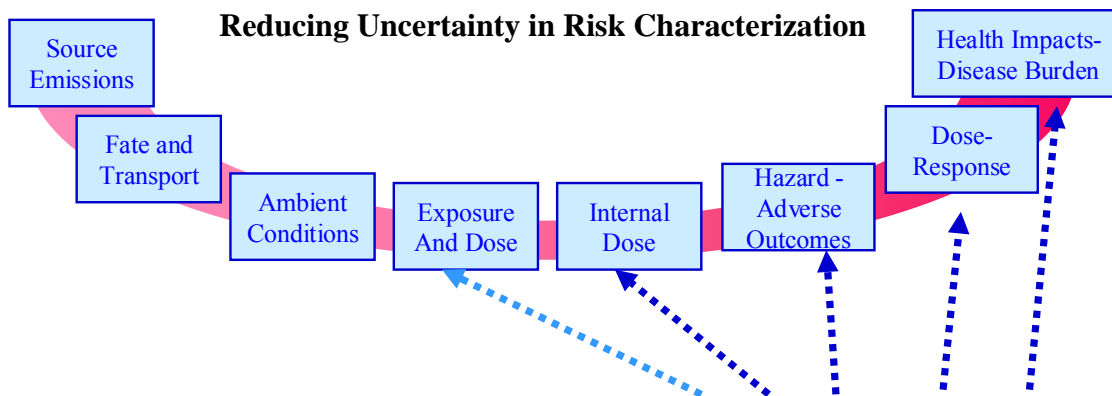 Reducing Uncertainty in Risk Characterization
Source
Emissions
Fate and
Transport
Ambient
Conditions
Exposure
And Dose
Internal
Dose
Hazard -
Adverse
Outcomes
Dose-
Response
Health Impacts-
Disease Burden